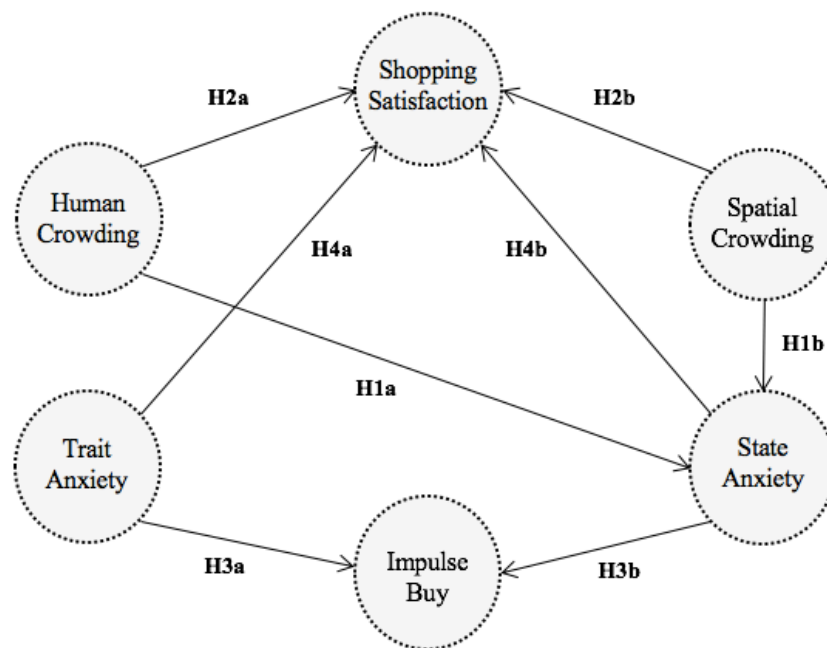 Shopping
Satisfaction
H2a
H2b
Human
Crowding
Spatial
Crowding
H4a
H4b
H1b
H1a
Trait
Anxiety
State
Anxiety
H3a
Impulse
Buy
H3b